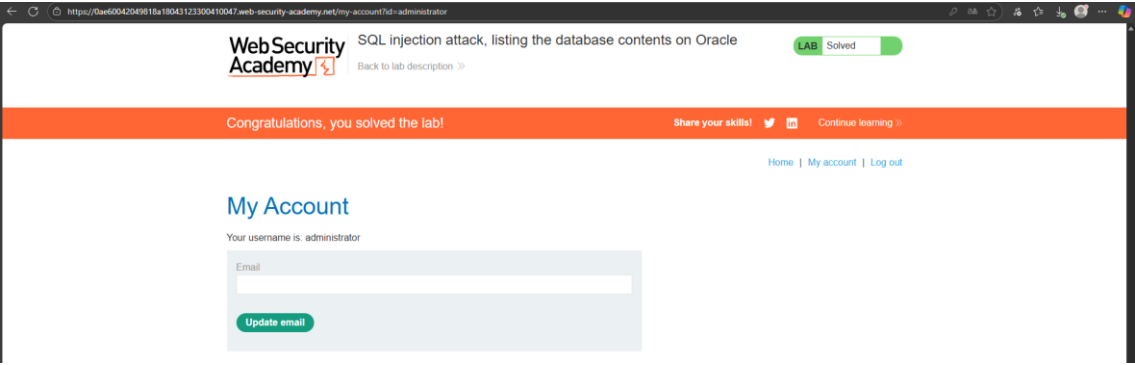 https://0ae60042049818a18043123300410047.web-security-academy.net/my-account?id=administrator
WebSecurity
Academy
SQL injection attack, listing the database contents on Oracle
Back to lab description »
LAB Solved
Congratulations, you solved the lab!
Share your skills!
in
Continue learning »
Home | My account | Log out
My Account
Your username is: administrator
Email
Update email